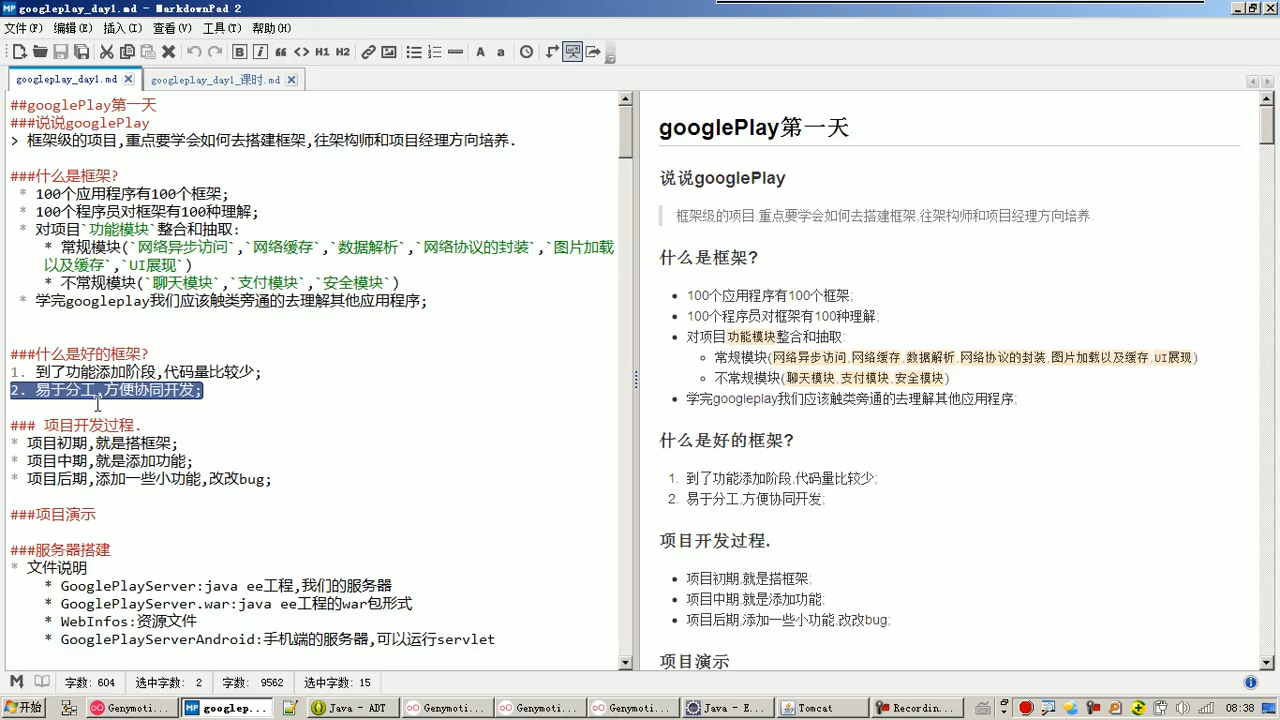 googleplay_day1.md - MarkdownPad 2
文件(F) 编辑(E) 插入(I) 查看(V) 工具(T) 帮助(H)
B I “ <> H1 H2 A a
googleplay_day1.md googleplay_day1_课时.md
##googlePlay第一天
###说说googlePlay
> 框架级的项目,重点要学会如何去搭建框架,往架构师和项目经理方向培养.
###什么是框架?
* 100个应用程序有100个框架;
* 100个程序员对框架有100种理解;
* 对项目`功能模块`整合和抽取:
* 常规模块(`网络异步访问`,`网络缓存`,`数据解析`,`网络协议的封装`,`图片加载
以及缓存`,`UI展现`)
* 不常规模块(`聊天模块`,`支付模块`,`安全模块`)
* 学完googleplay我们应该触类旁通的去理解其他应用程序;
###什么是好的框架?
1. 到了功能添加阶段,代码量比较少;
2. 易于分工,方便协同开发;
### 项目开发过程.
* 项目初期,就是搭框架;
* 项目中期,就是添加功能;
* 项目后期,添加一些小功能,改改bug;
###项目演示
###服务器搭建
* 文件说明
* GooglePlayServer:java ee工程,我们的服务器
* GooglePlayServer.war:java ee工程的war包形式
* WebInfos:资源文件
* GooglePlayServerAndroid:手机端的服务器,可以运行servlet
googlePlay第一天
说说googlePlay
框架级的项目,重点要学会如何去搭建框架,往架构师和项目经理方向培养.
什么是框架?
100个应用程序有100个框架;
100个程序员对框架有100种理解;
对项目功能模块整合和抽取:
常规模块(网络异步访问,网络缓存,数据解析,网络协议的封装,图片加载以及缓存,UI展现)
不常规模块(聊天模块,支付模块,安全模块)
学完googleplay我们应该触类旁通的去理解其他应用程序;
什么是好的框架?
1. 到了功能添加阶段,代码量比较少;
2. 易于分工,方便协同开发;
项目开发过程.
项目初期,就是搭框架;
项目中期,就是添加功能;
项目后期,添加一些小功能,改改bug;
项目演示
字数: 604 选中字数: 2 字数: 9562 选中字数: 15
开始 Genymoti... googlep... Java - ADT Genymoti... Genymoti... Genymoti... Java - E... Tomcat Recordin... 08:38